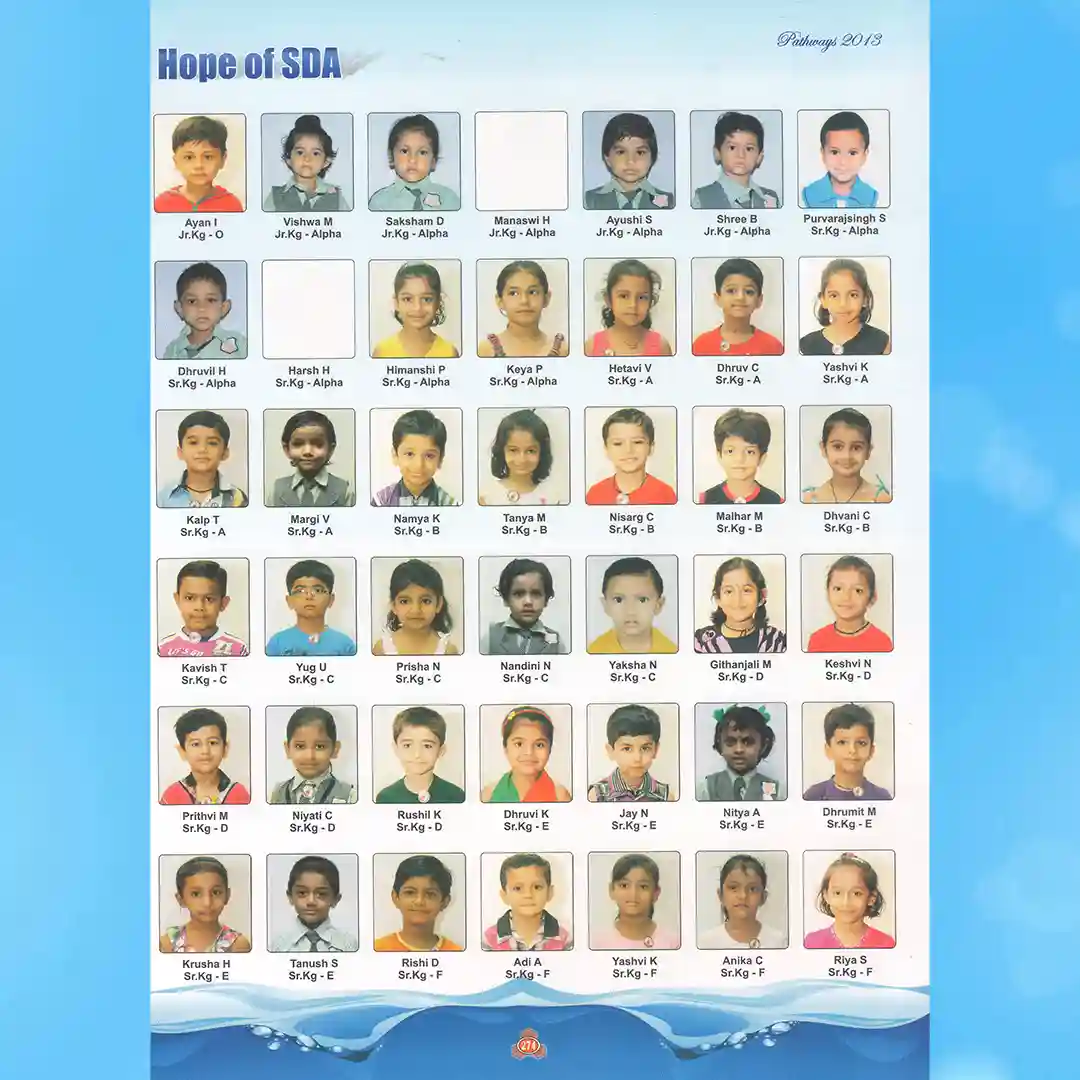 Pathways 2013
Hope of SDA
Ayan I
Jr.Kg - O
Vishwa M
Jr.Kg - Alpha
Saksham D
Jr.Kg - Alpha
Manaswi H
Jr.Kg - Alpha
Ayushi S
Jr.Kg - Alpha
Shree B
Jr.Kg - Alpha
Purvarajsingh S
Sr.Kg - Alpha
Dhruvil H
Sr.Kg - Alpha
Harsh H
Sr.Kg - Alpha
Himanshi P
Sr.Kg - Alpha
Keya P
Sr.Kg - Alpha
Hetavi V
Sr.Kg - A
Dhruv C
Sr.Kg - A
Yashvi K
Sr.Kg - A
Kalp T
Sr.Kg - A
Margi V
Sr.Kg - A
Namya K
Sr.Kg - B
Tanya M
Sr.Kg - B
Nisarg C
Sr.Kg - B
Malhar M
Sr.Kg - B
Dhvani C
Sr.Kg - B
Kavish T
Sr.Kg - C
Yug U
Sr.Kg - C
Prisha N
Sr.Kg - C
Nandini N
Sr.Kg - C
Yaksha N
Sr.Kg - C
Githanjali M
Sr.Kg - D
Keshvi N
Sr.Kg - D
Prithvi M
Sr.Kg - D
Niyati C
Sr.Kg - D
Rushil K
Sr.Kg - D
Dhruvi K
Sr.Kg - E
Jay N
Sr.Kg - E
Nitya A
Sr.Kg - E
Dhrumit M
Sr.Kg - E
Krusha H
Sr.Kg - E
Tanush S
Sr.Kg - E
Rishi D
Sr.Kg - F
Adi A
Sr.Kg - F
Yashvi K
Sr.Kg - F
Anika C
Sr.Kg - F
Riya S
Sr.Kg - F
274